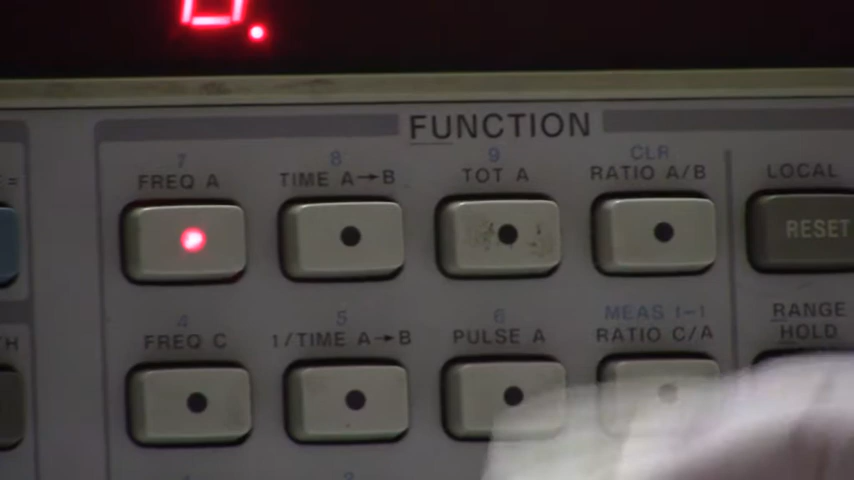 0.
FUNCTION
7 8 9 CLR
FREQ A TIME A→B TOT A RATIO A/B LOCAL
RESET
4 5 6 MEAS 1-1 RANGE
FREQ C 1/TIME A→B PULSE A RATIO C/A HOLD